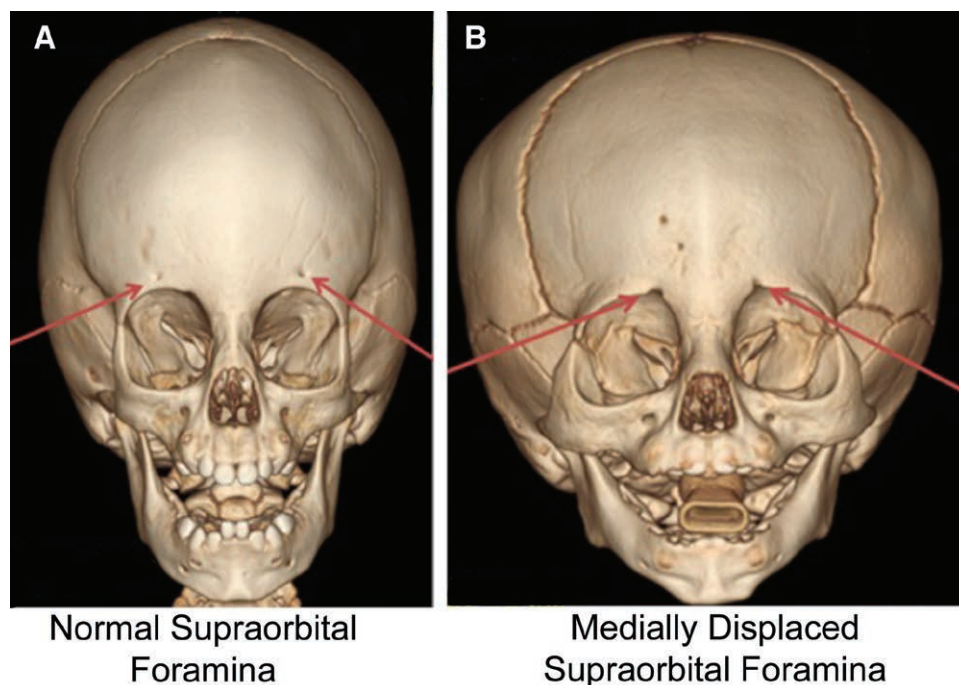 A
B
Normal Supraorbital
Foramina
Medially Displaced
Supraorbital Foramina